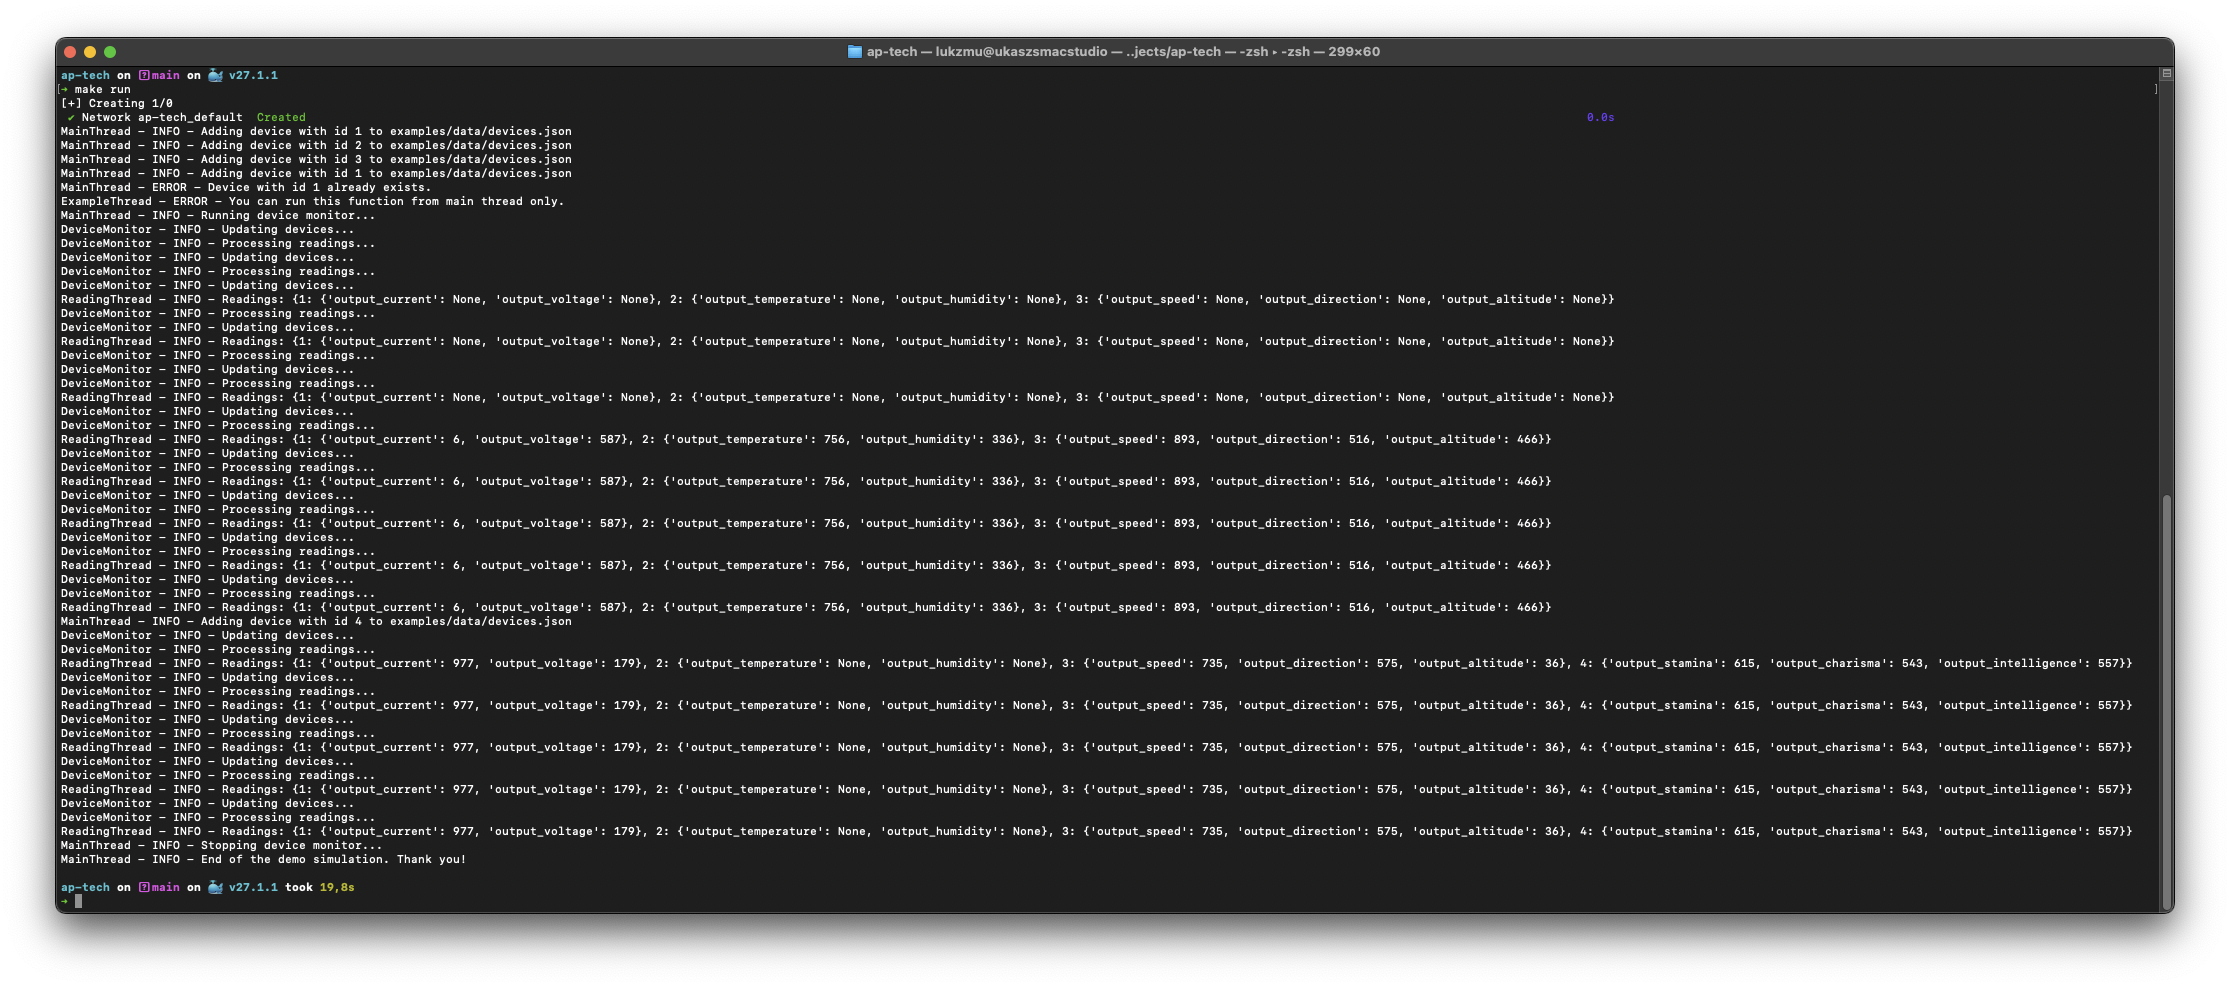 ap-tech — lukzmu@ukaszsmacstudio — ..jects/ap-tech — -zsh ▸ -zsh — 299×60
ap-tech on main on 🐳 v27.1.1
→ make run
[+] Creating 1/0
✔ Network ap-tech_default Created 0.0s
MainThread - INFO - Adding device with id 1 to examples/data/devices.json
MainThread - INFO - Adding device with id 2 to examples/data/devices.json
MainThread - INFO - Adding device with id 3 to examples/data/devices.json
MainThread - INFO - Adding device with id 1 to examples/data/devices.json
MainThread - ERROR - Device with id 1 already exists.
ExampleThread - ERROR - You can run this function from main thread only.
MainThread - INFO - Running device monitor...
DeviceMonitor - INFO - Updating devices...
DeviceMonitor - INFO - Processing readings...
DeviceMonitor - INFO - Updating devices...
DeviceMonitor - INFO - Processing readings...
DeviceMonitor - INFO - Updating devices...
ReadingThread - INFO - Readings: {1: {'output_current': None, 'output_voltage': None}, 2: {'output_temperature': None, 'output_humidity': None}, 3: {'output_speed': None, 'output_direction': None, 'output_altitude': None}}
DeviceMonitor - INFO - Processing readings...
DeviceMonitor - INFO - Updating devices...
ReadingThread - INFO - Readings: {1: {'output_current': None, 'output_voltage': None}, 2: {'output_temperature': None, 'output_humidity': None}, 3: {'output_speed': None, 'output_direction': None, 'output_altitude': None}}
DeviceMonitor - INFO - Processing readings...
DeviceMonitor - INFO - Updating devices...
DeviceMonitor - INFO - Processing readings...
ReadingThread - INFO - Readings: {1: {'output_current': None, 'output_voltage': None}, 2: {'output_temperature': None, 'output_humidity': None}, 3: {'output_speed': None, 'output_direction': None, 'output_altitude': None}}
DeviceMonitor - INFO - Updating devices...
DeviceMonitor - INFO - Processing readings...
ReadingThread - INFO - Readings: {1: {'output_current': 6, 'output_voltage': 587}, 2: {'output_temperature': 756, 'output_humidity': 336}, 3: {'output_speed': 893, 'output_direction': 516, 'output_altitude': 466}}
DeviceMonitor - INFO - Updating devices...
DeviceMonitor - INFO - Processing readings...
ReadingThread - INFO - Readings: {1: {'output_current': 6, 'output_voltage': 587}, 2: {'output_temperature': 756, 'output_humidity': 336}, 3: {'output_speed': 893, 'output_direction': 516, 'output_altitude': 466}}
DeviceMonitor - INFO - Updating devices...
DeviceMonitor - INFO - Processing readings...
ReadingThread - INFO - Readings: {1: {'output_current': 6, 'output_voltage': 587}, 2: {'output_temperature': 756, 'output_humidity': 336}, 3: {'output_speed': 893, 'output_direction': 516, 'output_altitude': 466}}
DeviceMonitor - INFO - Updating devices...
DeviceMonitor - INFO - Processing readings...
ReadingThread - INFO - Readings: {1: {'output_current': 6, 'output_voltage': 587}, 2: {'output_temperature': 756, 'output_humidity': 336}, 3: {'output_speed': 893, 'output_direction': 516, 'output_altitude': 466}}
DeviceMonitor - INFO - Updating devices...
DeviceMonitor - INFO - Processing readings...
ReadingThread - INFO - Readings: {1: {'output_current': 6, 'output_voltage': 587}, 2: {'output_temperature': 756, 'output_humidity': 336}, 3: {'output_speed': 893, 'output_direction': 516, 'output_altitude': 466}}
MainThread - INFO - Adding device with id 4 to examples/data/devices.json
DeviceMonitor - INFO - Updating devices...
DeviceMonitor - INFO - Processing readings...
ReadingThread - INFO - Readings: {1: {'output_current': 977, 'output_voltage': 179}, 2: {'output_temperature': None, 'output_humidity': None}, 3: {'output_speed': 735, 'output_direction': 575, 'output_altitude': 36}, 4: {'output_stamina': 615, 'output_charisma': 543, 'output_intelligence': 557}}
DeviceMonitor - INFO - Updating devices...
DeviceMonitor - INFO - Processing readings...
ReadingThread - INFO - Readings: {1: {'output_current': 977, 'output_voltage': 179}, 2: {'output_temperature': None, 'output_humidity': None}, 3: {'output_speed': 735, 'output_direction': 575, 'output_altitude': 36}, 4: {'output_stamina': 615, 'output_charisma': 543, 'output_intelligence': 557}}
DeviceMonitor - INFO - Updating devices...
DeviceMonitor - INFO - Processing readings...
ReadingThread - INFO - Readings: {1: {'output_current': 977, 'output_voltage': 179}, 2: {'output_temperature': None, 'output_humidity': None}, 3: {'output_speed': 735, 'output_direction': 575, 'output_altitude': 36}, 4: {'output_stamina': 615, 'output_charisma': 543, 'output_intelligence': 557}}
DeviceMonitor - INFO - Updating devices...
DeviceMonitor - INFO - Processing readings...
ReadingThread - INFO - Readings: {1: {'output_current': 977, 'output_voltage': 179}, 2: {'output_temperature': None, 'output_humidity': None}, 3: {'output_speed': 735, 'output_direction': 575, 'output_altitude': 36}, 4: {'output_stamina': 615, 'output_charisma': 543, 'output_intelligence': 557}}
DeviceMonitor - INFO - Updating devices...
DeviceMonitor - INFO - Processing readings...
ReadingThread - INFO - Readings: {1: {'output_current': 977, 'output_voltage': 179}, 2: {'output_temperature': None, 'output_humidity': None}, 3: {'output_speed': 735, 'output_direction': 575, 'output_altitude': 36}, 4: {'output_stamina': 615, 'output_charisma': 543, 'output_intelligence': 557}}
MainThread - INFO - Stopping device monitor...
MainThread - INFO - End of the demo simulation. Thank you!
ap-tech on main on 🐳 v27.1.1 took 19,8s
→